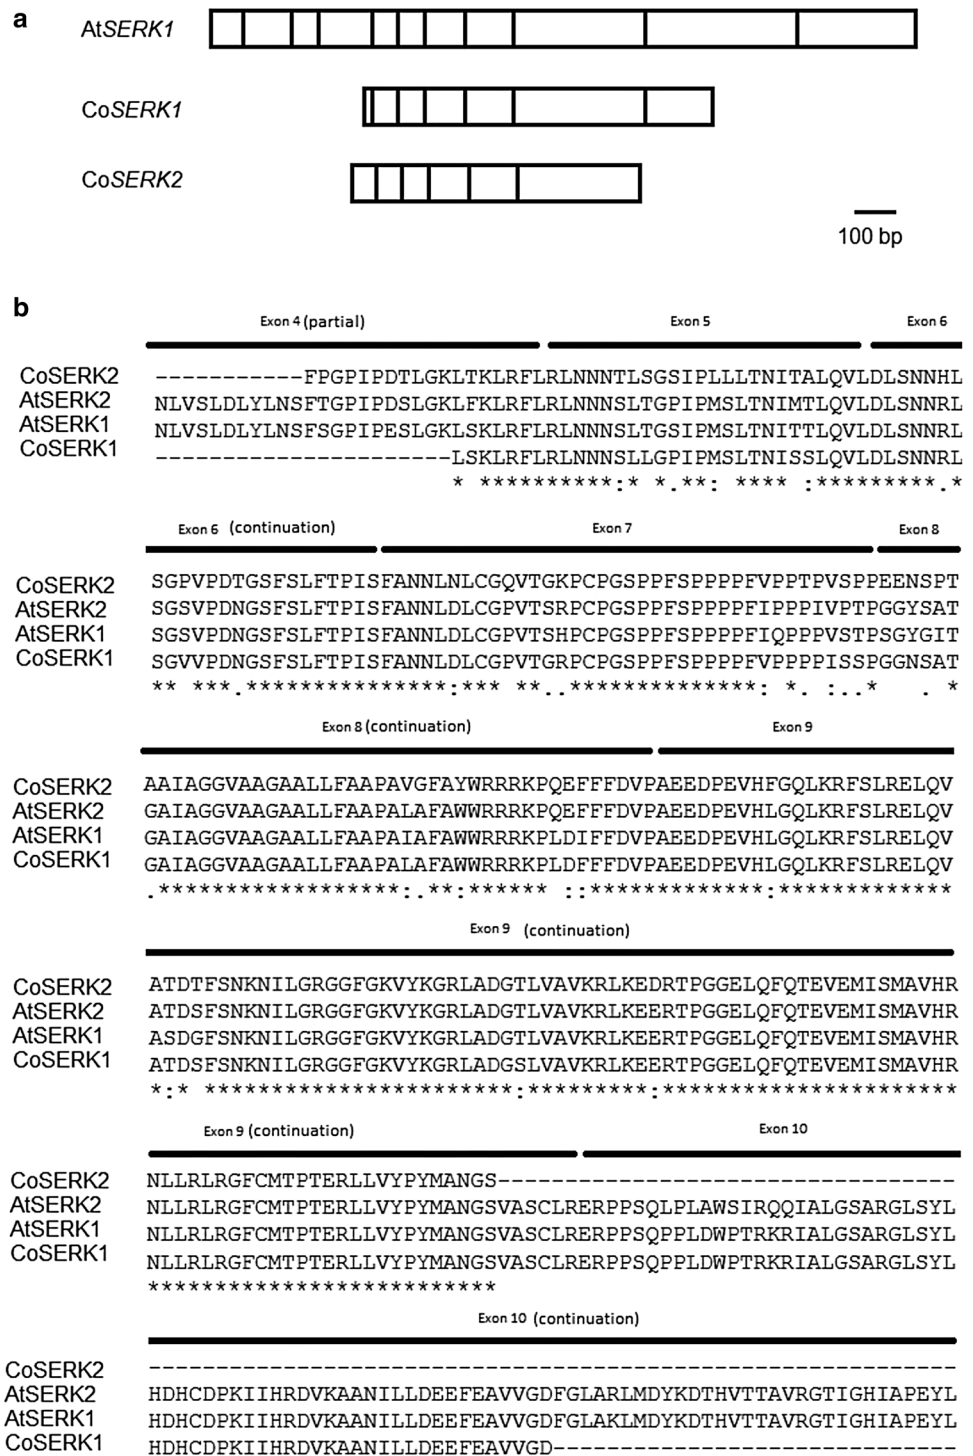 a
AtSERK1
CoSERK1
CoSERK2
100 bp
b
Exon 4 (partial) Exon 5 Exon 6
CoSERK2 -----------FPGPIPDTLGKLTKLRFLRLNNNTLSGSIPLLLTNITALQVLDLSNNHL
AtSERK2 NLVSLDLYLNSFTGPIPDSLGKLFKLRFLRLNNNSLTGPIPMSLTNIMTLQVLDLSNNRL
AtSERK1 NLVSLDLYLNSFSGPIPESLGKLSKLRFLRLNNNSLTGSIPMSLTNITTLQVLDLSNNRL
CoSERK1 ----------------------LSKLRFLRLNNNSLLGPIPMSLTNISSLQVLDLSNNRL
* **********:* *.**: **** :*********.*
Exon 6 (continuation) Exon 7 Exon 8
CoSERK2 SGPVPDTGSFSLFTPISFANNLNLCGQVTGKPCPGSPPFSPPPPFVPPTPVSPPEENSPT
AtSERK2 SGSVPDNGSFSLFTPISFANNLDLCGPVTSRPCPGSPPFSPPPPFIPPPIVPTPGGYSAT
AtSERK1 SGSVPDNGSFSLFTPISFANNLDLCGPVTSHPCPGSPPFSPPPPFIQPPPVSTPSGYGIT
CoSERK1 SGVVPDNGSFSLFTPISFANNLDLCGPVTGRPCPGSPPFSPPPPFVPPPPISSPGGNSAT
** ***.***************:*** **..**************: *. :..* . *
Exon 8 (continuation) Exon 9
CoSERK2 AAIAGGVAAGAALLFAAPAVGFAYWRRRKPQEFFFDVPAEEDPEVHFGQLKRFSLRELQV
AtSERK2 GAIAGGVAAGAALLFAAPALAFAWWRRRKPQEFFFDVPAEEDPEVHLGQLKRFSLRELQV
AtSERK1 GAIAGGVAAGAALLFAAPAIAFAWWRRRKPLDIFFDVPAEEDPEVHLGQLKRFSLRELQV
CoSERK1 GAIAGGVAAGAALLFAAPALAFAWWRRRKPLDFFFDVPAEEDPEVHLGQLKRFSLRELQV
.******************:.**:****** ::*************:*************
Exon 9 (continuation)
CoSERK2 ATDTFSNKNILGRGGFGKVYKGRLADGTLVAVKRLKEDRTPGGELQFQTEVEMISMAVHR
AtSERK2 ATDSFSNKNILGRGGFGKVYKGRLADGTLVAVKRLKEERTPGGELQFQTEVEMISMAVHR
AtSERK1 ASDGFSNKNILGRGGFGKVYKGRLADGTLVAVKRLKEERTPGGELQFQTEVEMISMAVHR
CoSERK1 ATDSFSNKNILGRGGFGKVYKGRLADGSLVAVKRLKEERTPGGELQFQTEVEMISMAVHR
*:* ***********************:*********:**********************
Exon 9 (continuation) Exon 10
CoSERK2 NLLRLRGFCMTPTERLLVYPYMANGS----------------------------------
AtSERK2 NLLRLRGFCMTPTERLLVYPYMANGSVASCLRERPPSQLPLAWSIRQQIALGSARGLSYL
AtSERK1 NLLRLRGFCMTPTERLLVYPYMANGSVASCLRERPPSQPPLDWPTRKRIALGSARGLSYL
CoSERK1 NLLRLRGFCMTPTERLLVYPYMANGSVASCLRERPPSQPPLDWPTRKRIALGSARGLSYL
**************************
Exon 10 (continuation)
CoSERK2 ------------------------------------------------------------
AtSERK2 HDHCDPKIIHRDVKAANILLDEEFEAVVGDFGLARLMDYKDTHVTTAVRGTIGHIAPEYL
AtSERK1 HDHCDPKIIHRDVKAANILLDEEFEAVVGDFGLAKLMDYKDTHVTTAVRGTIGHIAPEYL
CoSERK1 HDHCDPKIIHRDVKAANILLDEEFEAVVGD------------------------------